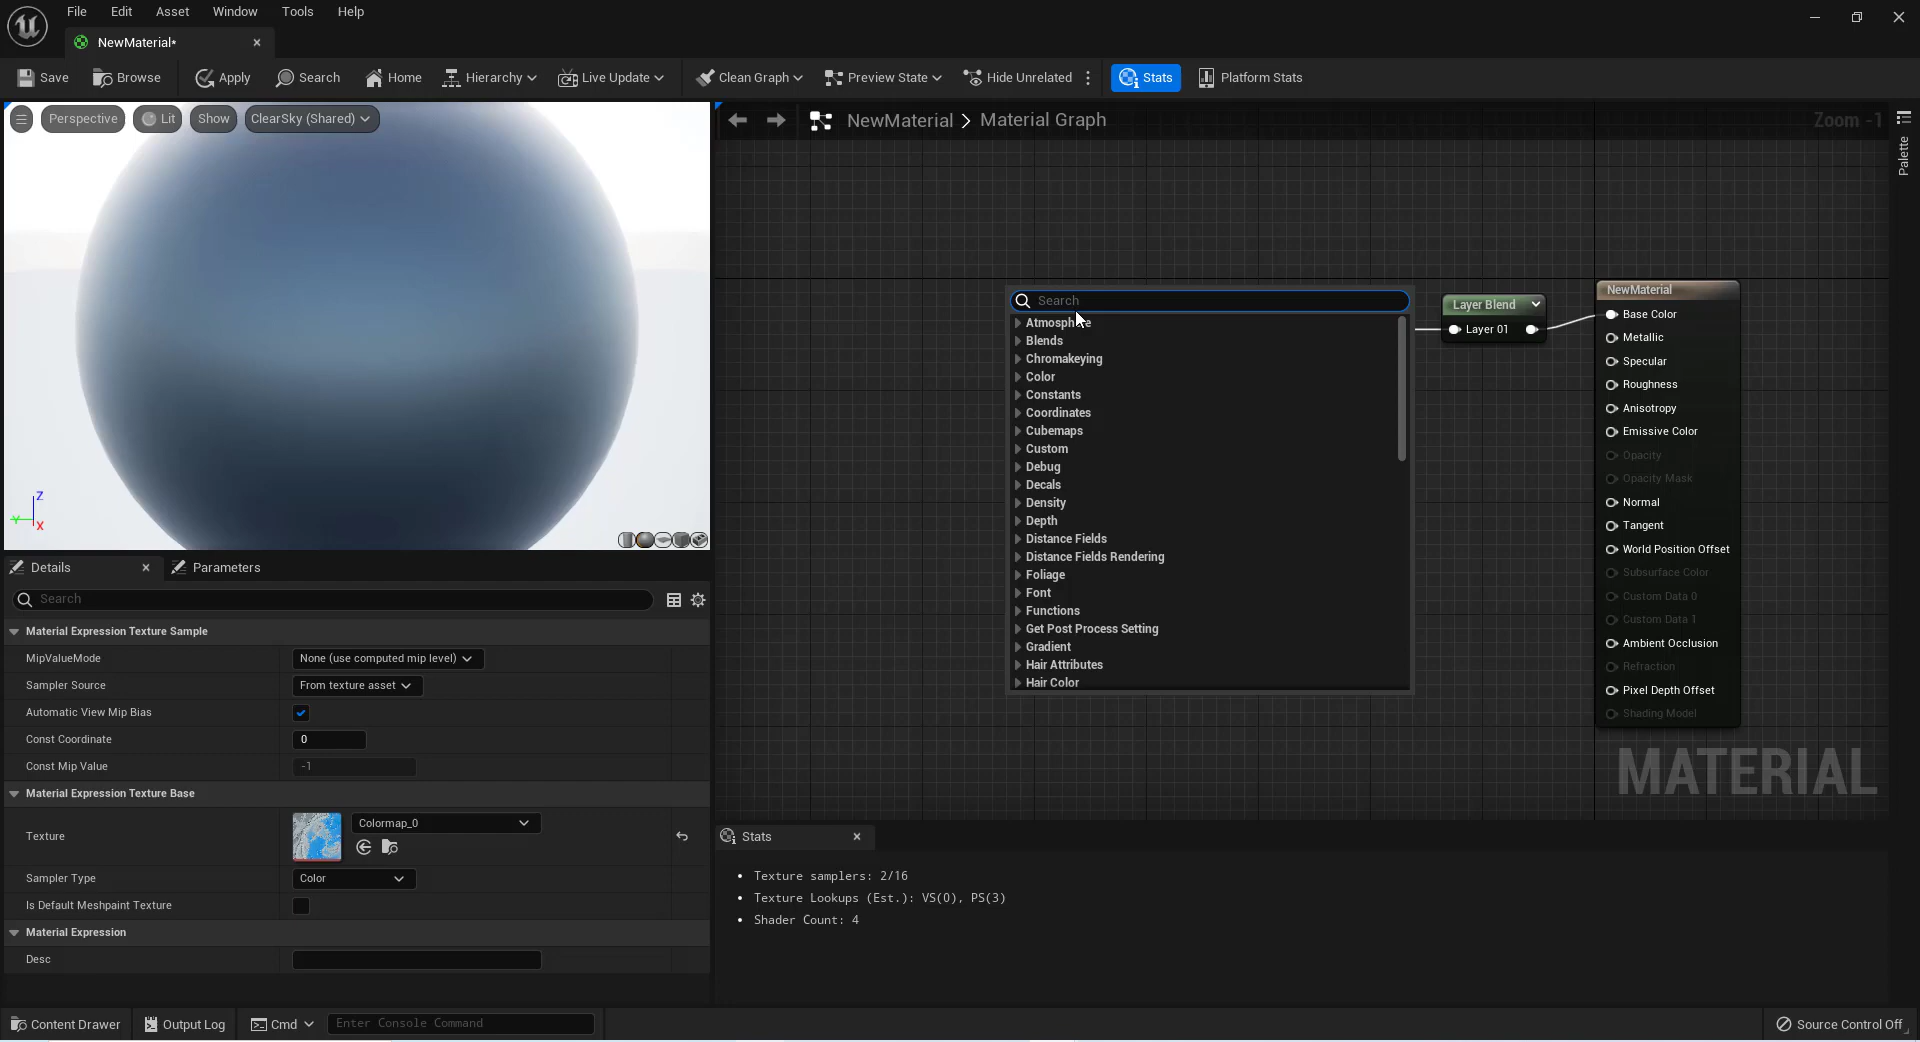 File Edit Asset Window Tools Help
NewMaterial*
Save Browse Apply Search Home Hierarchy Live Update Clean Graph Preview State Hide Unrelated Stats Platform Stats
Perspective Lit Show ClearSky (Shared)
Z
Y
X
NewMaterial > Material Graph Zoom -1
Palette
Search
Atmosphere
Blends
Chromakeying
Color
Constants
Coordinates
Cubemaps
Custom
Debug
Decals
Density
Depth
Distance Fields
Distance Fields Rendering
Foliage
Font
Functions
Get Post Process Setting
Gradient
Hair Attributes
Hair Color
Layer Blend
Layer 01
NewMaterial
Base Color
Metallic
Specular
Roughness
Anisotropy
Emissive Color
Opacity
Opacity Mask
Normal
Tangent
World Position Offset
Subsurface Color
Custom Data 0
Custom Data 1
Ambient Occlusion
Refraction
Pixel Depth Offset
Shading Model
MATERIAL
Details Parameters
Search
Material Expression Texture Sample
MipValueMode None (use computed mip level)
Sampler Source From texture asset
Automatic View Mip Bias
Const Coordinate 0
Const Mip Value -1
Material Expression Texture Base
Texture Colormap_0
Sampler Type Color
Is Default Meshpaint Texture
Material Expression
Desc
Stats
• Texture samplers: 2/16
• Texture Lookups (Est.): VS(0), PS(3)
• Shader Count: 4
Content Drawer Output Log Cmd Enter Console Command Source Control Off